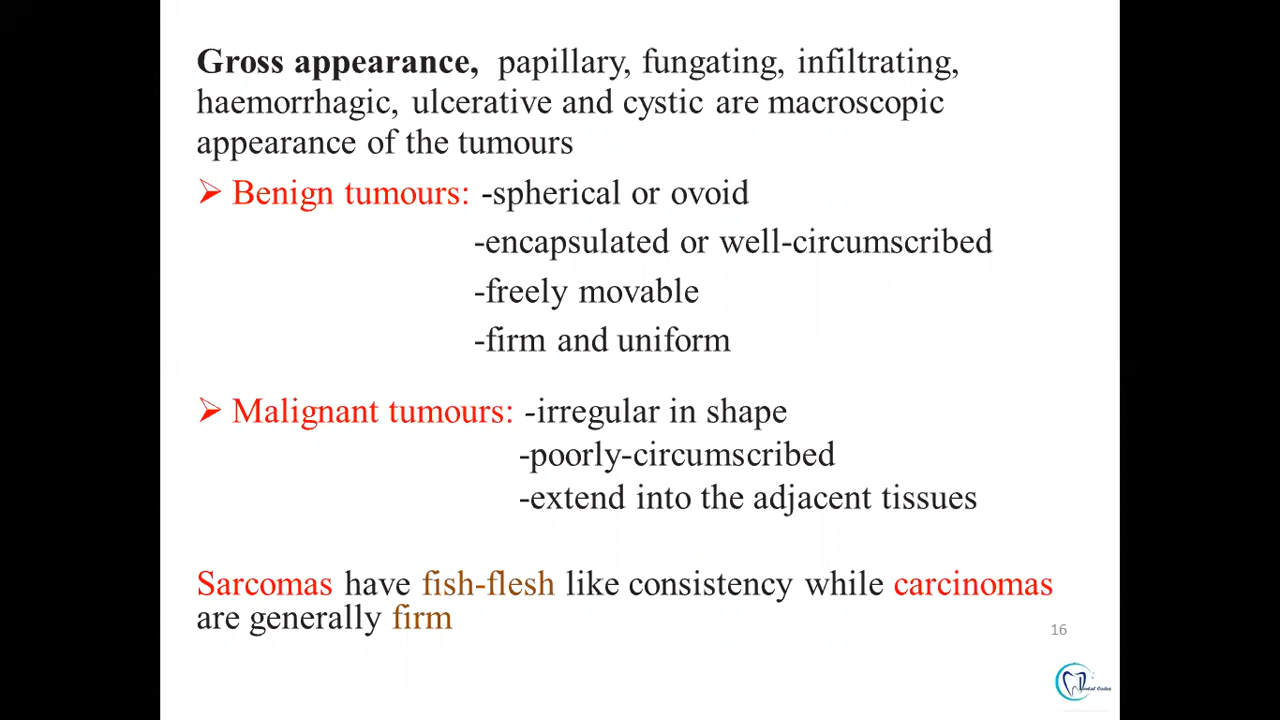 Gross appearance, papillary, fungating, infiltrating,
haemorrhagic, ulcerative and cystic are macroscopic
appearance of the tumours
➢ Benign tumours: -spherical or ovoid
-encapsulated or well-circumscribed
-freely movable
-firm and uniform
➢ Malignant tumours: -irregular in shape
-poorly-circumscribed
-extend into the adjacent tissues
Sarcomas have fish-flesh like consistency while carcinomas
are generally firm
16